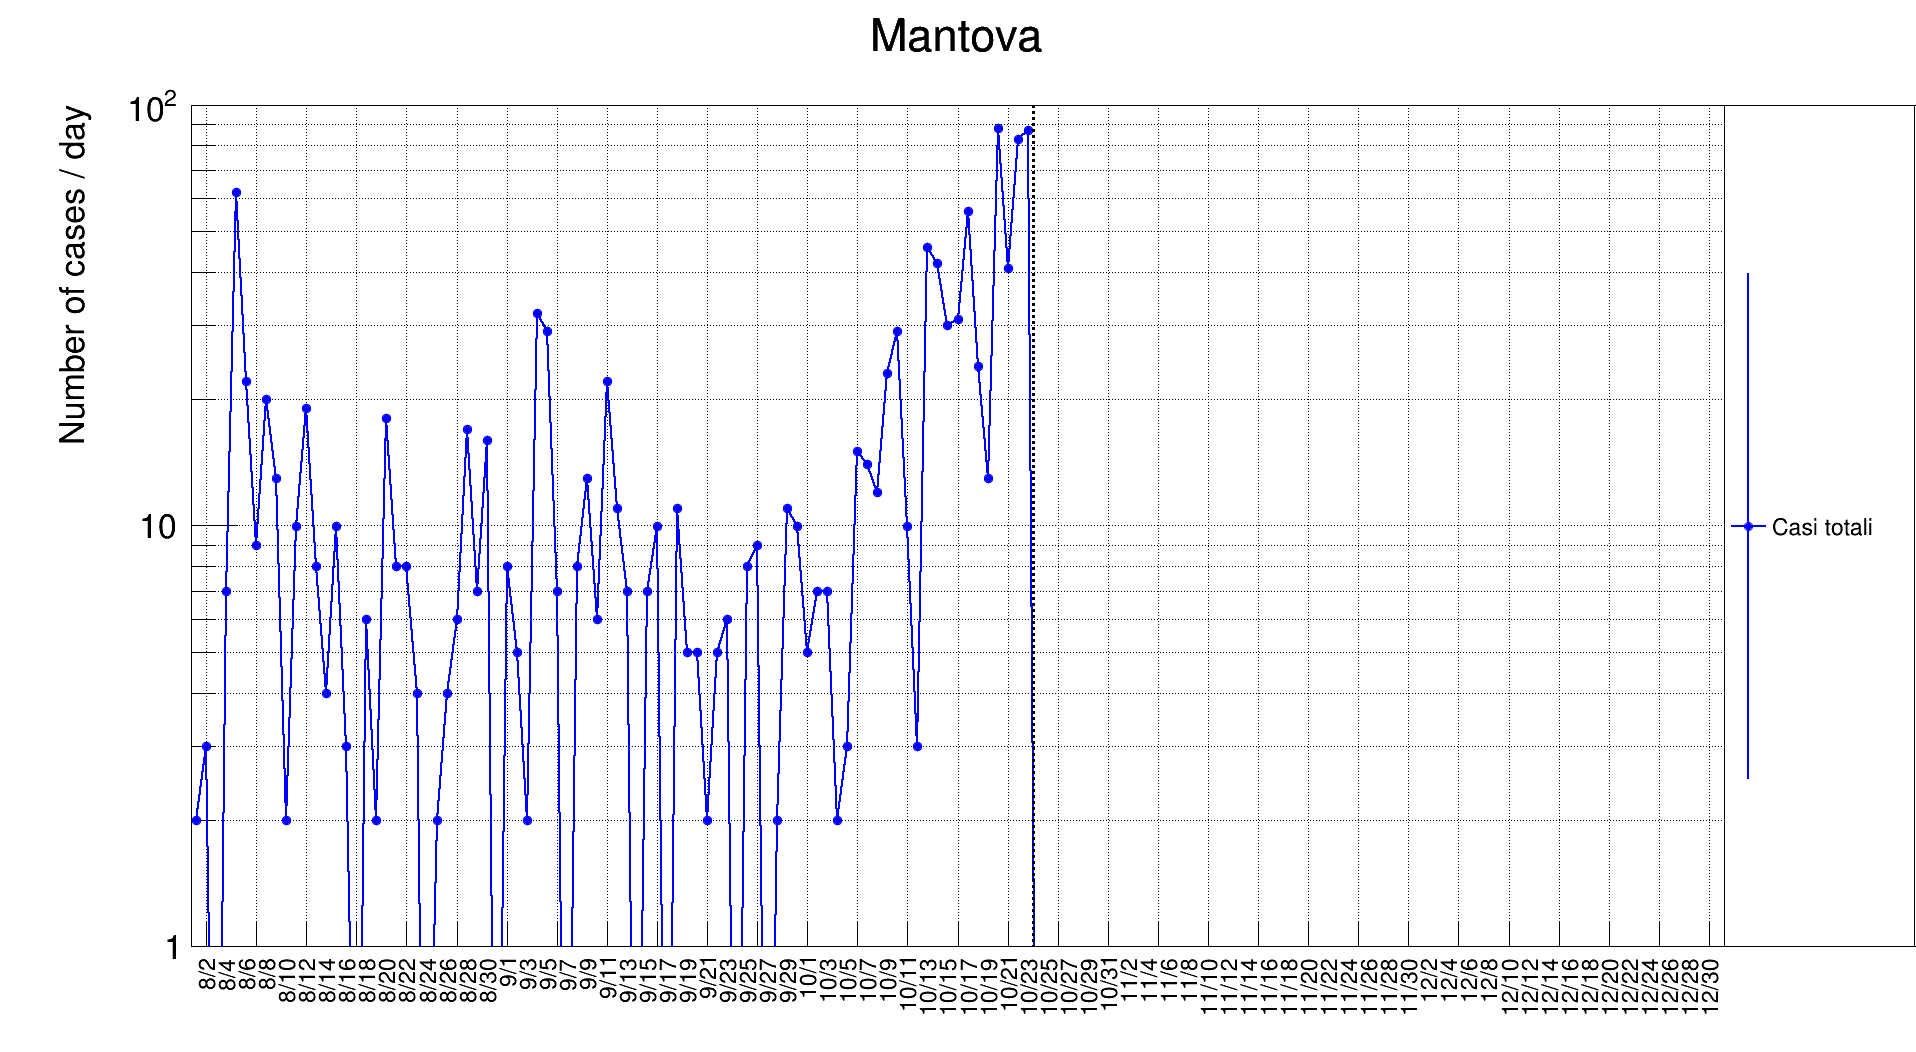 Mantova
Number of cases / day
10²
10
1
8/2 8/4 8/6 8/8 8/10 8/12 8/14 8/16 8/18 8/20 8/22 8/24 8/26 8/28 8/30 9/1 9/3 9/5 9/7 9/9 9/11 9/13 9/15 9/17 9/19 9/21 9/23 9/25 9/27 9/29 10/1 10/3 10/5 10/7 10/9 10/11 10/13 10/15 10/17 10/19 10/21 10/23 10/25 10/27 10/29 10/31 11/2 11/4 11/6 11/8 11/10 11/12 11/14 11/16 11/18 11/20 11/22 11/24 11/26 11/28 11/30 12/2 12/4 12/6 12/8 12/10 12/12 12/14 12/16 12/18 12/20 12/22 12/24 12/26 12/28 12/30
Casi totali